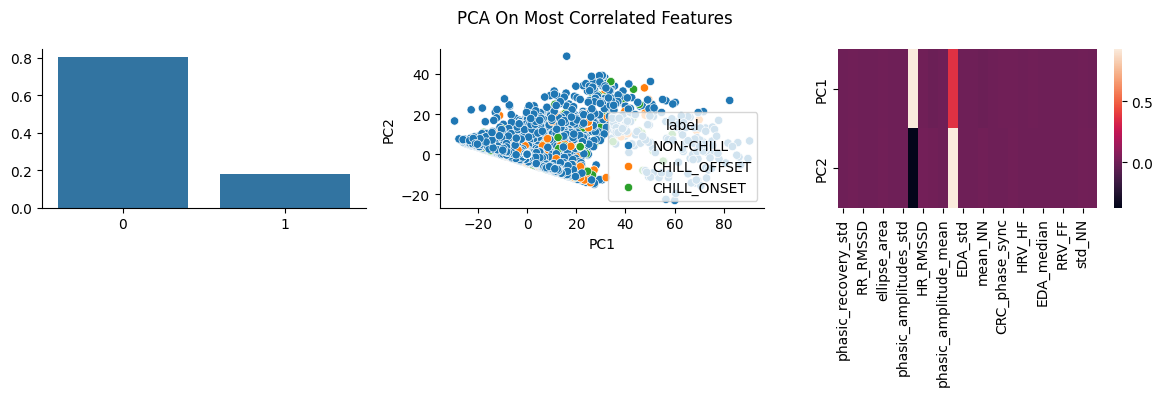 PCA On Most Correlated Features
0.8
0.6
0.4
0.2
0.0
0
1
PC2
40
20
0
−20
label
NON-CHILL
CHILL_OFFSET
CHILL_ONSET
−20
0
20
40
60
80
PC1
PC1
PC2
0.5
0.0
phasic_recovery_std
RR_RMSSD
ellipse_area
phasic_amplitudes_std
HR_RMSSD
phasic_amplitude_mean
EDA_std
mean_NN
CRC_phase_sync
HRV_HF
EDA_median
RRV_FF
std_NN